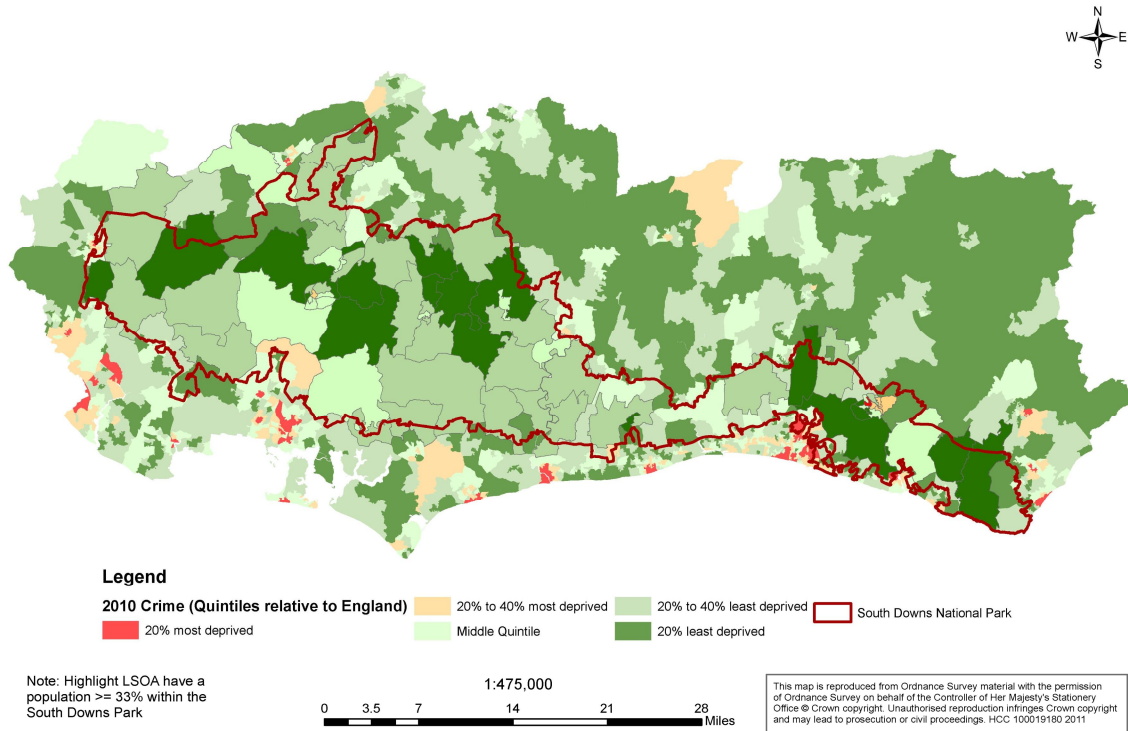 N
W E
S
Legend
2010 Crime (Quintiles relative to England)
20% most deprived
20% to 40% most deprived
Middle Quintile
20% to 40% least deprived
20% least deprived
South Downs National Park
Note: Highlight LSOA have a
population >= 33% within the
South Downs Park
1:475,000
0 3.5 7 14 21 28
Miles
This map is reproduced from Ordnance Survey material with the permission
of Ordnance Survey on behalf of the Controller of Her Majesty's Stationery
Office © Crown copyright. Unauthorised reproduction infringes Crown copyright
and may lead to prosecution or civil proceedings. HCC 100019180 2011